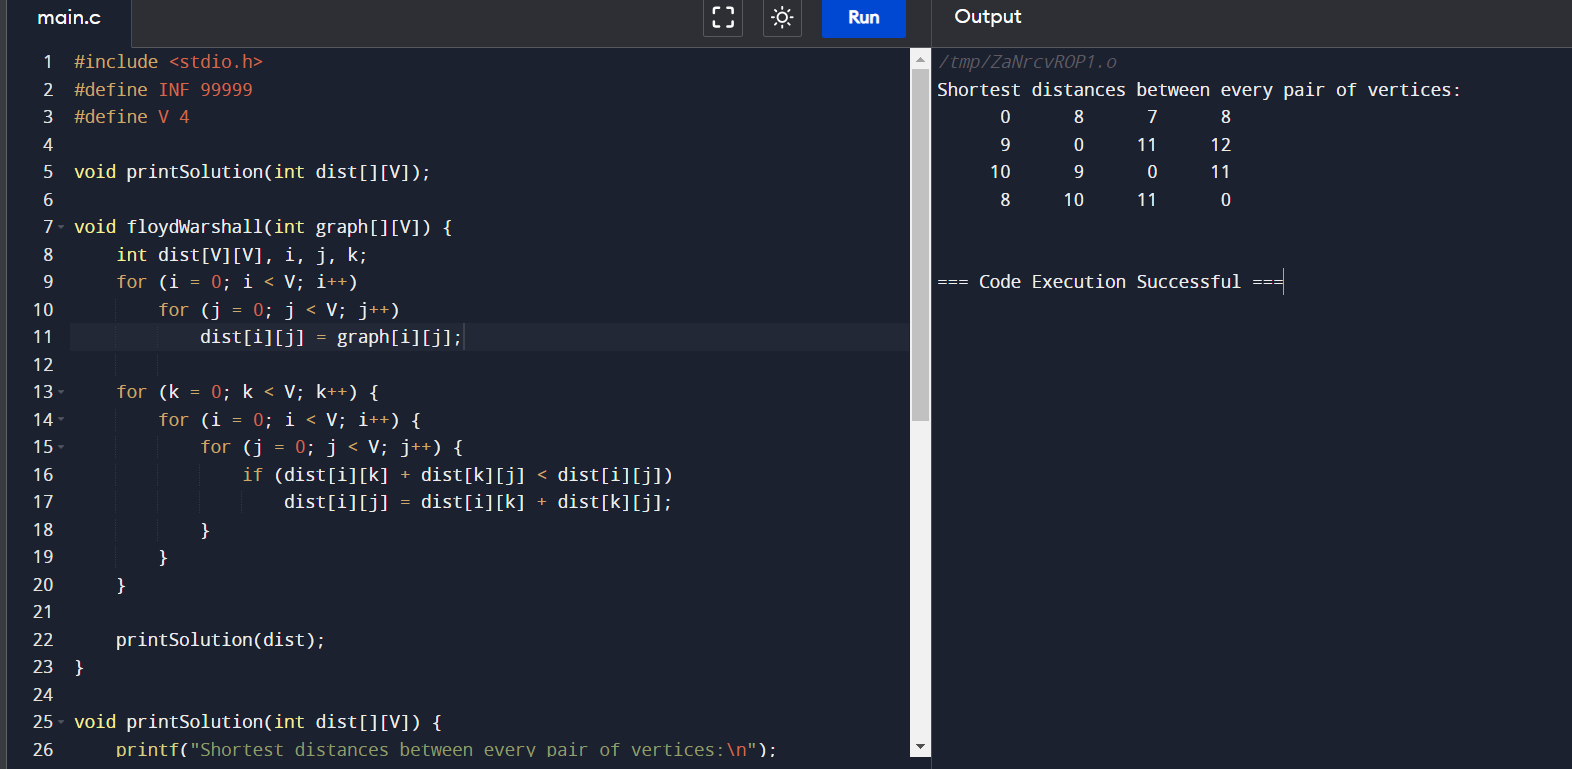 main.c
Run
Output
1 #include <stdio.h>
2 #define INF 99999
3 #define V 4
4
5 void printSolution(int dist[][V]);
6
7 void floydWarshall(int graph[][V]) {
8     int dist[V][V], i, j, k;
9     for (i = 0; i < V; i++)
10         for (j = 0; j < V; j++)
11             dist[i][j] = graph[i][j];
12
13     for (k = 0; k < V; k++) {
14         for (i = 0; i < V; i++) {
15             for (j = 0; j < V; j++) {
16                 if (dist[i][k] + dist[k][j] < dist[i][j])
17                     dist[i][j] = dist[i][k] + dist[k][j];
18             }
19         }
20     }
21
22     printSolution(dist);
23 }
24
25 void printSolution(int dist[][V]) {
26     printf("Shortest distances between every pair of vertices:\n");
/tmp/ZaNrcvROP1.o
Shortest distances between every pair of vertices:
0 8 7 8
9 0 11 12
10 9 0 11
8 10 11 0
=== Code Execution Successful ===